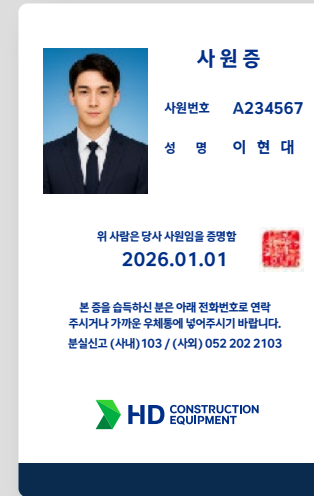 사원증
사원번호 A234567
성 명 이 현 대
위 사람은 당사 사원임을 증명함
2026.01.01
본 증을 습득하신 분은 아래 전화번호로 연락
주시거나 가까운 우체통에 넣어주시기 바랍니다.
분실신고 (사내) 103 / (사외) 052 202 2103
HD CONSTRUCTION
EQUIPMENT